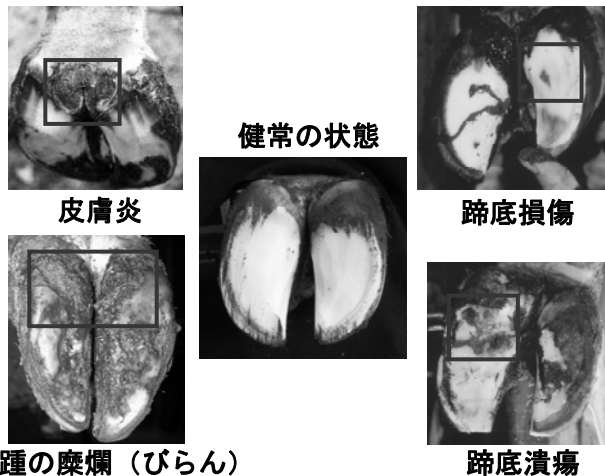 健常の状態
皮膚炎
蹄底損傷
踵の糜爛（びらん）
蹄底潰瘍